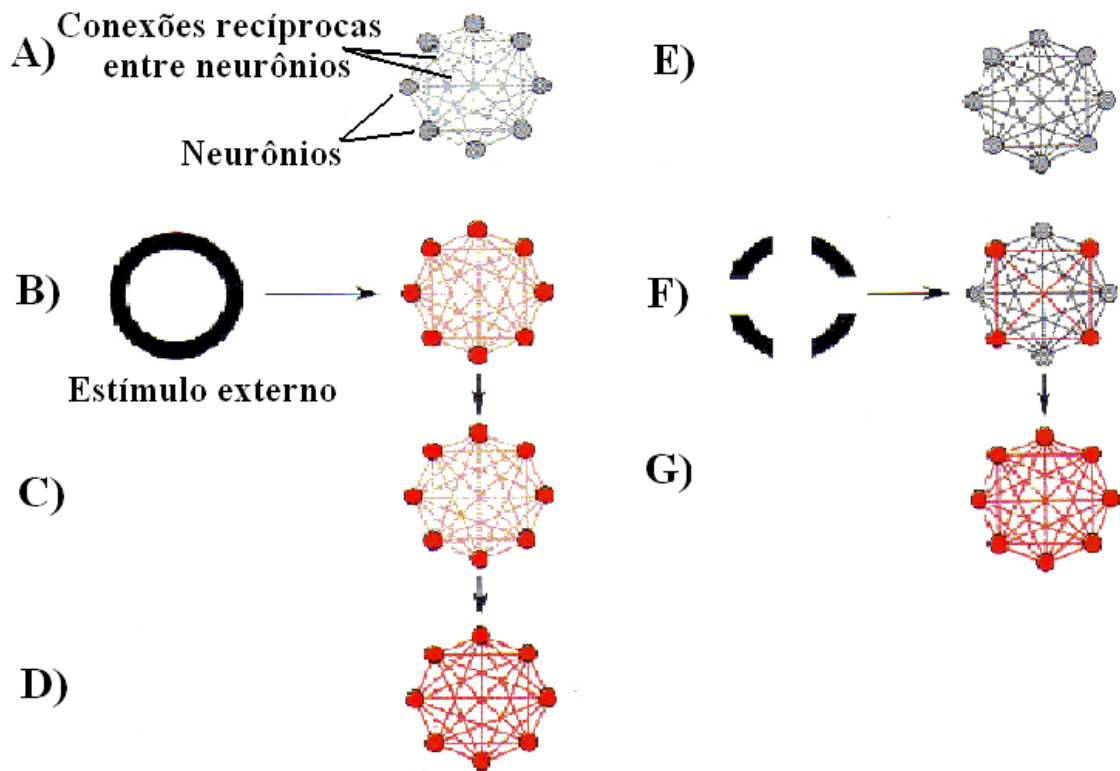 A)
Conexões recíprocas
entre neurônios
Neurônios
B)
Estímulo externo
C)
D)
E)
F)
G)